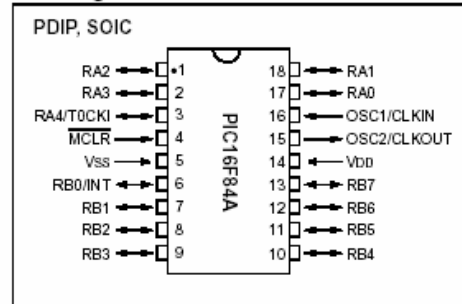 PDIP, SOIC
RA2 1 18 RA1
RA3 2 17 RA0
RA4/T0CKI 3 16 OSC1/CLKIN
MCLR 4 15 OSC2/CLKOUT
VSS 5 14 VDD
RB0/INT 6 13 RB7
RB1 7 12 RB6
RB2 8 11 RB5
RB3 9 10 RB4
PIC16F84A